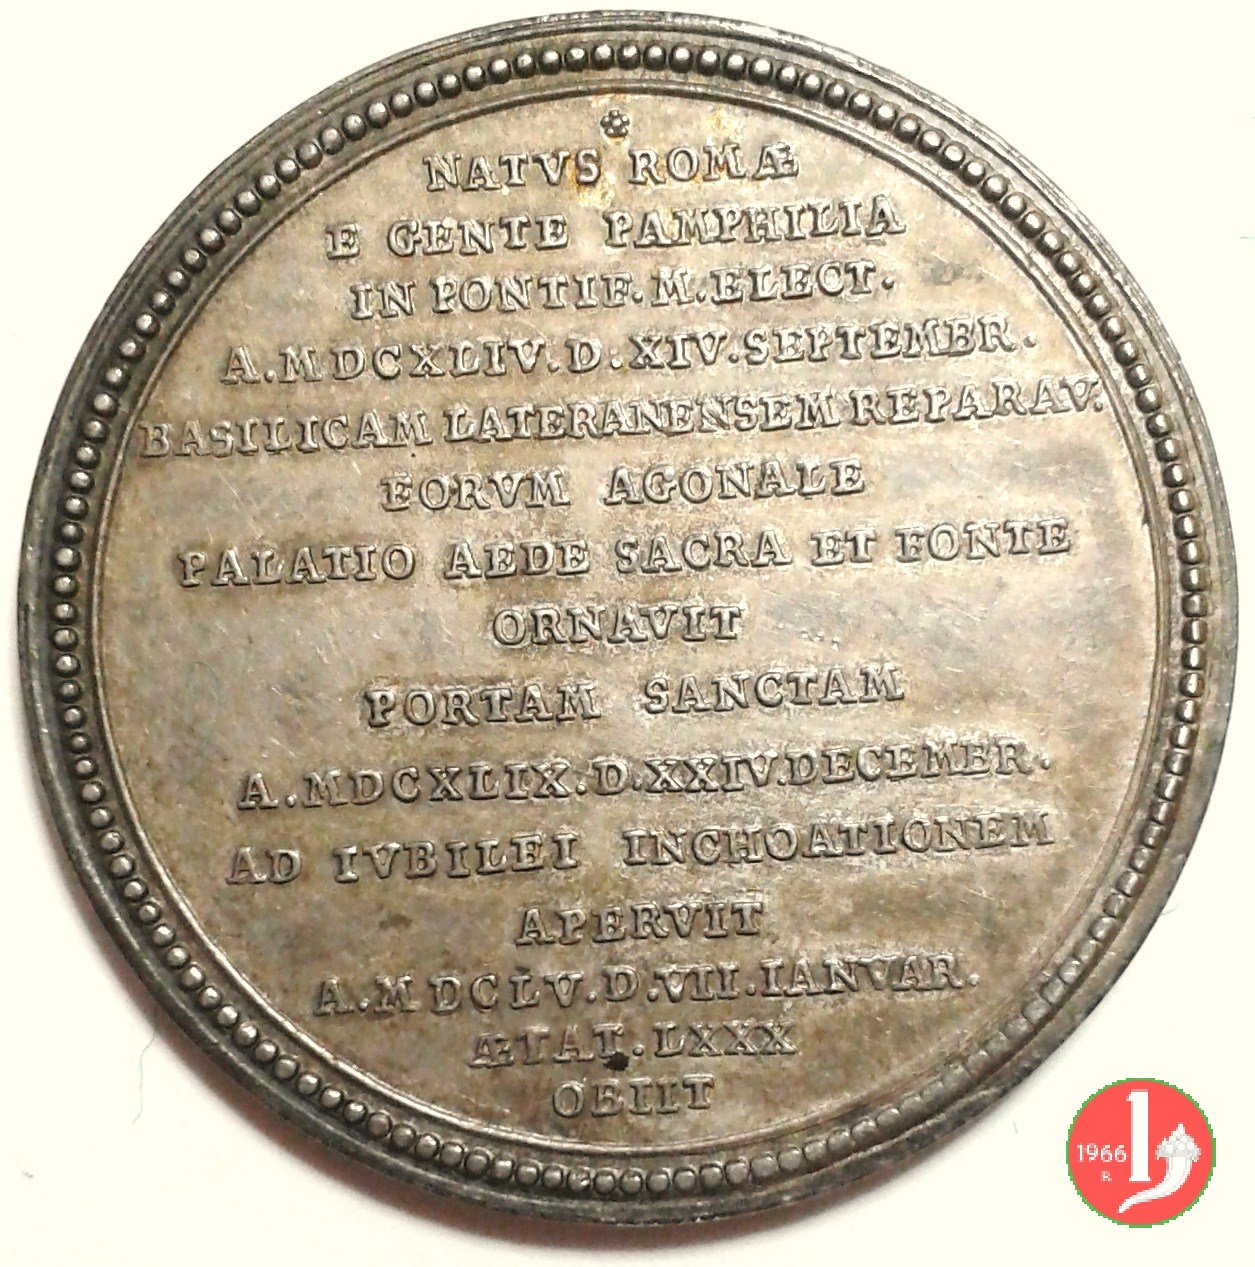 NATVS ROMÆ
E GENTE PAMPHILIA
IN PONTIF. M. ELECT.
A. MDCXLIV. D. XIV. SEPTEMBR.
BASILICAM LATERANENSEM REPARAV.
FORVM AGONALE
PALATIO AEDE SACRA ET FONTE
ORNAVIT
PORTAM SANCTAM
A. MDCXLIX. D. XXIV. DECEMBR.
AD IVBILEI INCHOATIONEM
APERVIT
A. MDCLV. D. VII. IANVAR.
ÆTAT. LXXX
OBIIT
1966
R